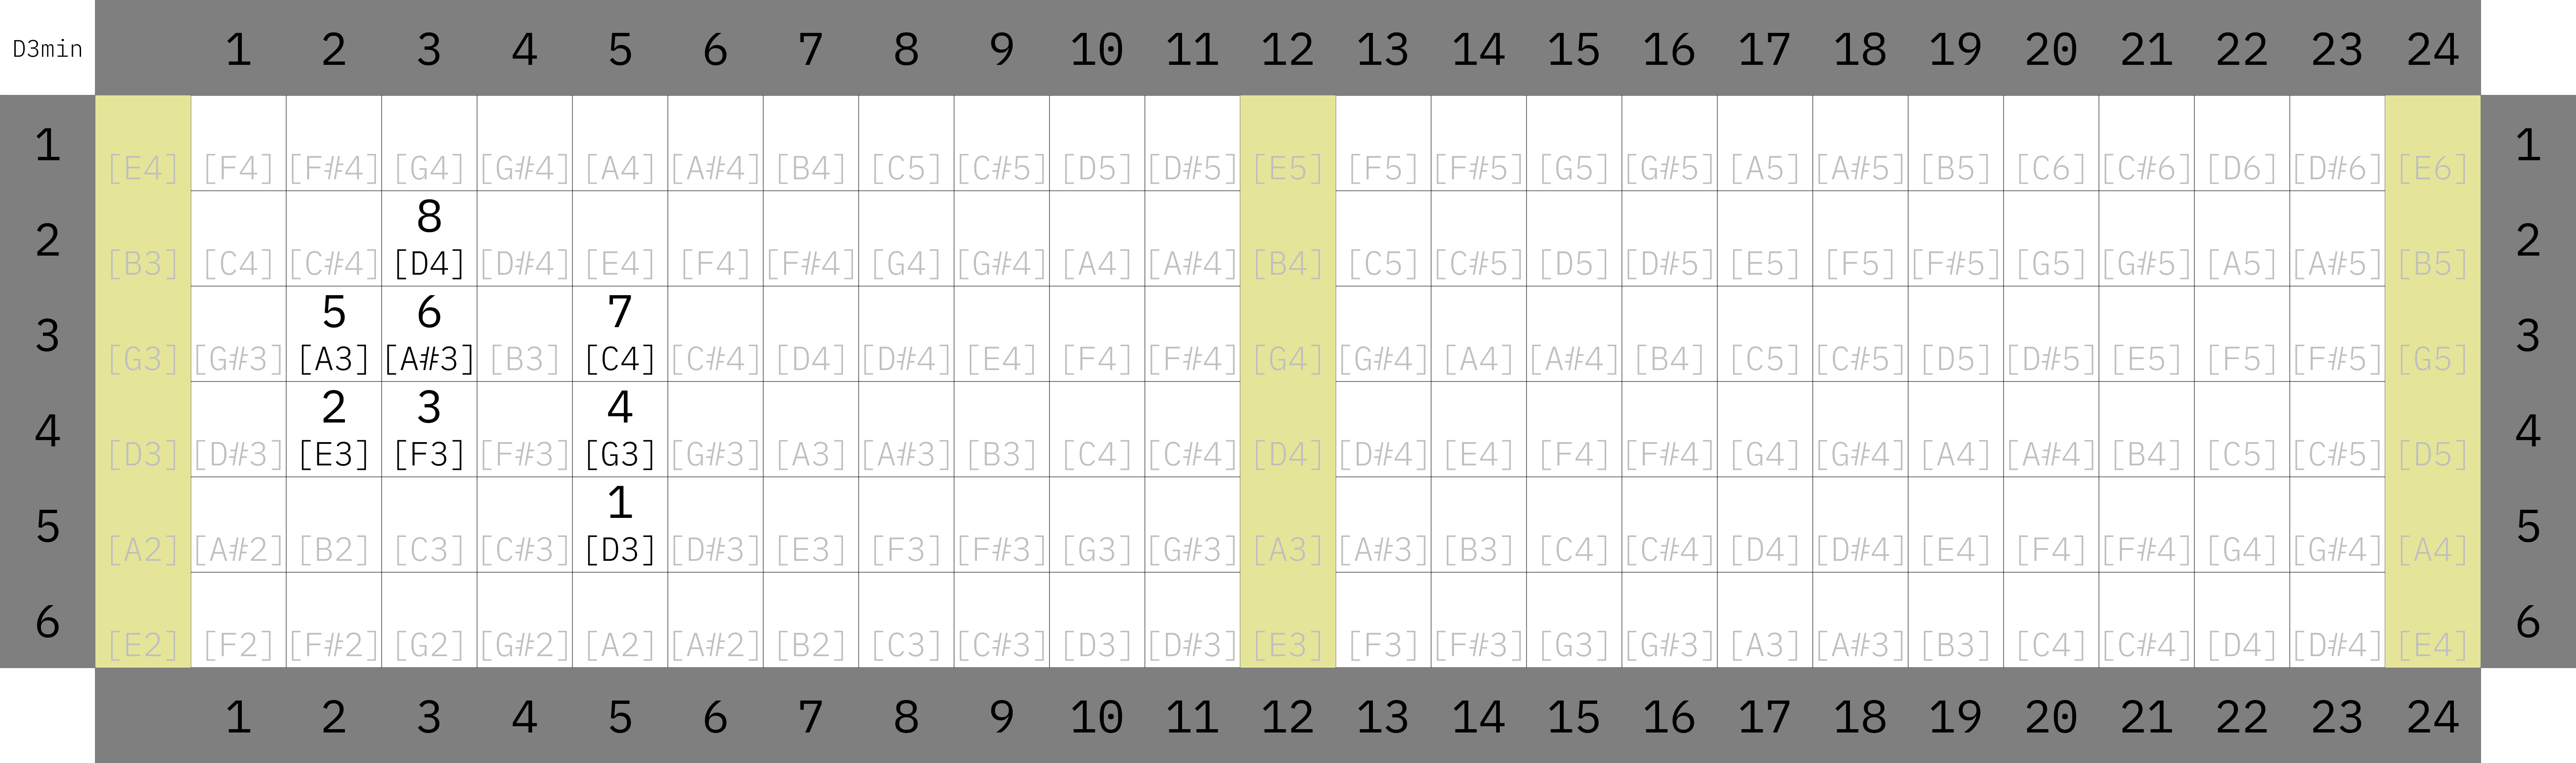 D3min 1 2 3 4 5 6 7 8 9 10 11 12 13 14 15 16 17 18 19 20 21 22 23 24
1 [E4] [F4] [F#4] [G4] [G#4] [A4] [A#4] [B4] [C5] [C#5] [D5] [D#5] [E5] [F5] [F#5] [G5] [G#5] [A5] [A#5] [B5] [C6] [C#6] [D6] [D#6] [E6] 1
8
2 [B3] [C4] [C#4] [D4] [D#4] [E4] [F4] [F#4] [G4] [G#4] [A4] [A#4] [B4] [C5] [C#5] [D5] [D#5] [E5] [F5] [F#5] [G5] [G#5] [A5] [A#5] [B5] 2
5 6 7
3 [G3] [G#3] [A3] [A#3] [B3] [C4] [C#4] [D4] [D#4] [E4] [F4] [F#4] [G4] [G#4] [A4] [A#4] [B4] [C5] [C#5] [D5] [D#5] [E5] [F5] [F#5] [G5] 3
2 3 4
4 [D3] [D#3] [E3] [F3] [F#3] [G3] [G#3] [A3] [A#3] [B3] [C4] [C#4] [D4] [D#4] [E4] [F4] [F#4] [G4] [G#4] [A4] [A#4] [B4] [C5] [C#5] [D5] 4
1
5 [A2] [A#2] [B2] [C3] [C#3] [D3] [D#3] [E3] [F3] [F#3] [G3] [G#3] [A3] [A#3] [B3] [C4] [C#4] [D4] [D#4] [E4] [F4] [F#4] [G4] [G#4] [A4] 5
6 [E2] [F2] [F#2] [G2] [G#2] [A2] [A#2] [B2] [C3] [C#3] [D3] [D#3] [E3] [F3] [F#3] [G3] [G#3] [A3] [A#3] [B3] [C4] [C#4] [D4] [D#4] [E4] 6
1 2 3 4 5 6 7 8 9 10 11 12 13 14 15 16 17 18 19 20 21 22 23 24